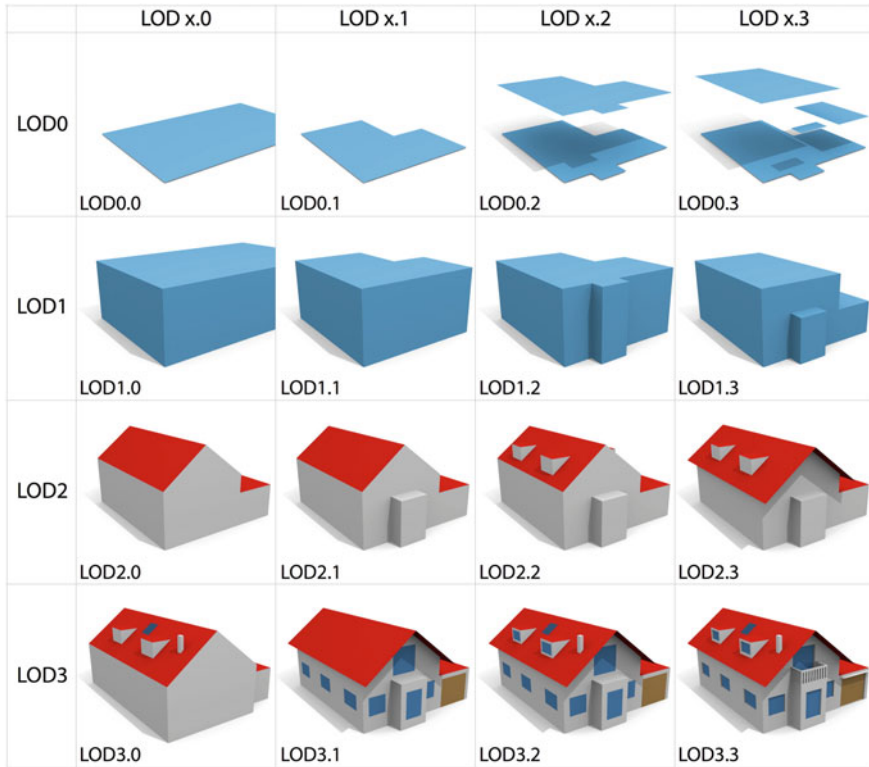 LOD x.0 LOD x.1 LOD x.2 LOD x.3
LOD0
LOD0.0 LOD0.1 LOD0.2 LOD0.3
LOD1
LOD1.0 LOD1.1 LOD1.2 LOD1.3
LOD2
LOD2.0 LOD2.1 LOD2.2 LOD2.3
LOD3
LOD3.0 LOD3.1 LOD3.2 LOD3.3